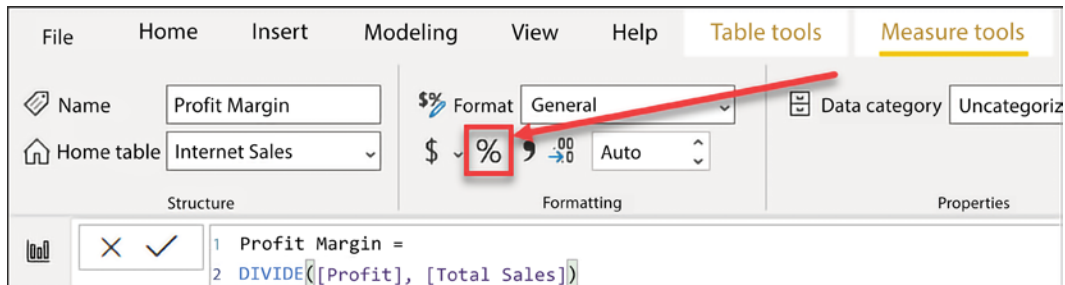 File Home Insert Modeling View Help Table tools Measure tools
Name Profit Margin $% Format General Data category Uncategoriz
Home table Internet Sales $ % , .00 →.0 Auto
Structure Formatting Properties
1 Profit Margin =
2 DIVIDE([Profit], [Total Sales])